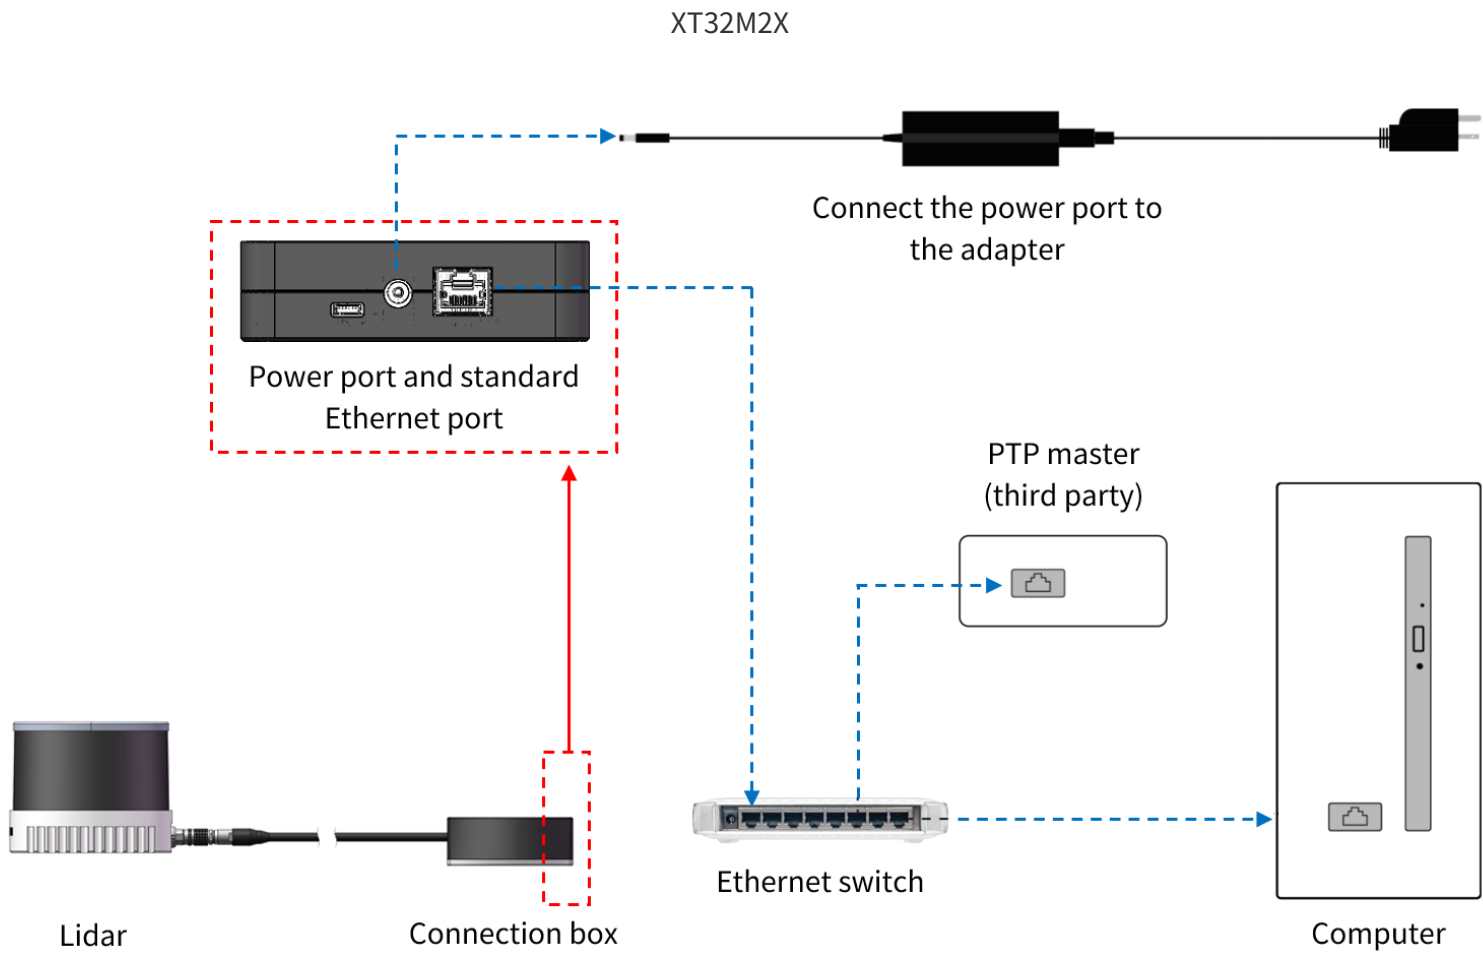 XT32M2X
Connect the power port to
the adapter
Power port and standard
Ethernet port
PTP master
(third party)
Ethernet switch
Lidar
Connection box
Computer